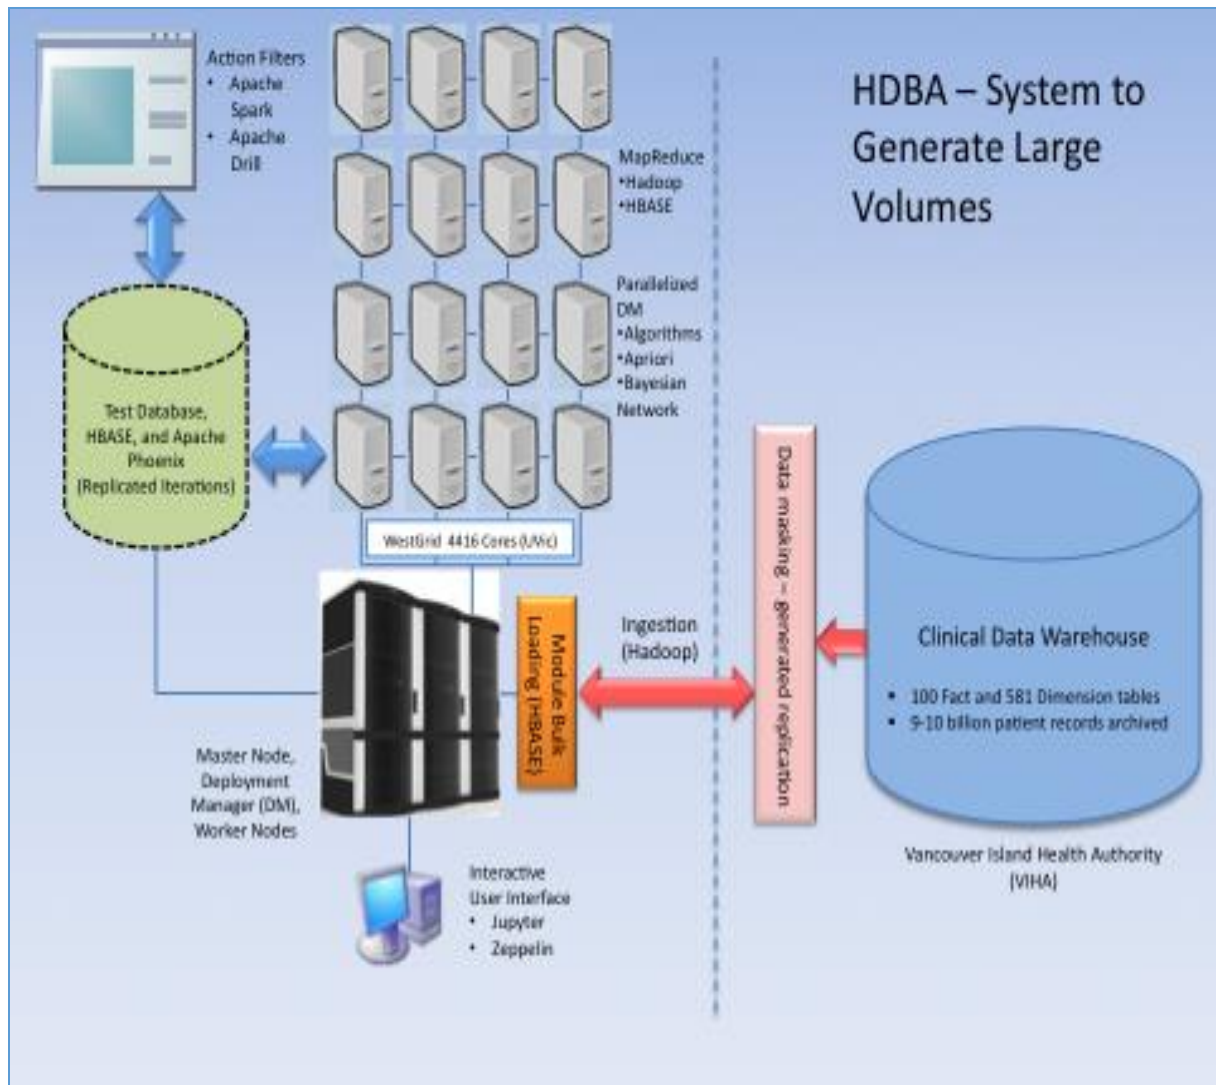 Action Filters
• Apache
Spark
• Apache
Drill
HDBA – System to
Generate Large
Volumes
MapReduce
•Hadoop
•HBASE
Parallelized
DM
•Algorithms
•Apriori
•Bayesian
Network
Test Database,
HBASE, and Apache
Phoenix
(Replicated Iterations)
WestGrid 4416 Cores (UVic)
Module Bulk
Loading (HBASE)
Ingestion
(Hadoop)
Data masking – generated replication
Clinical Data Warehouse
▪ 100 Fact and 581 Dimension tables
▪ 9-10 billion patient records archived
Vancouver Island Health Authority
(VIHA)
Master Node,
Deployment
Manager (DM),
Worker Nodes
Interactive
User Interface
• Jupyter
• Zeppelin